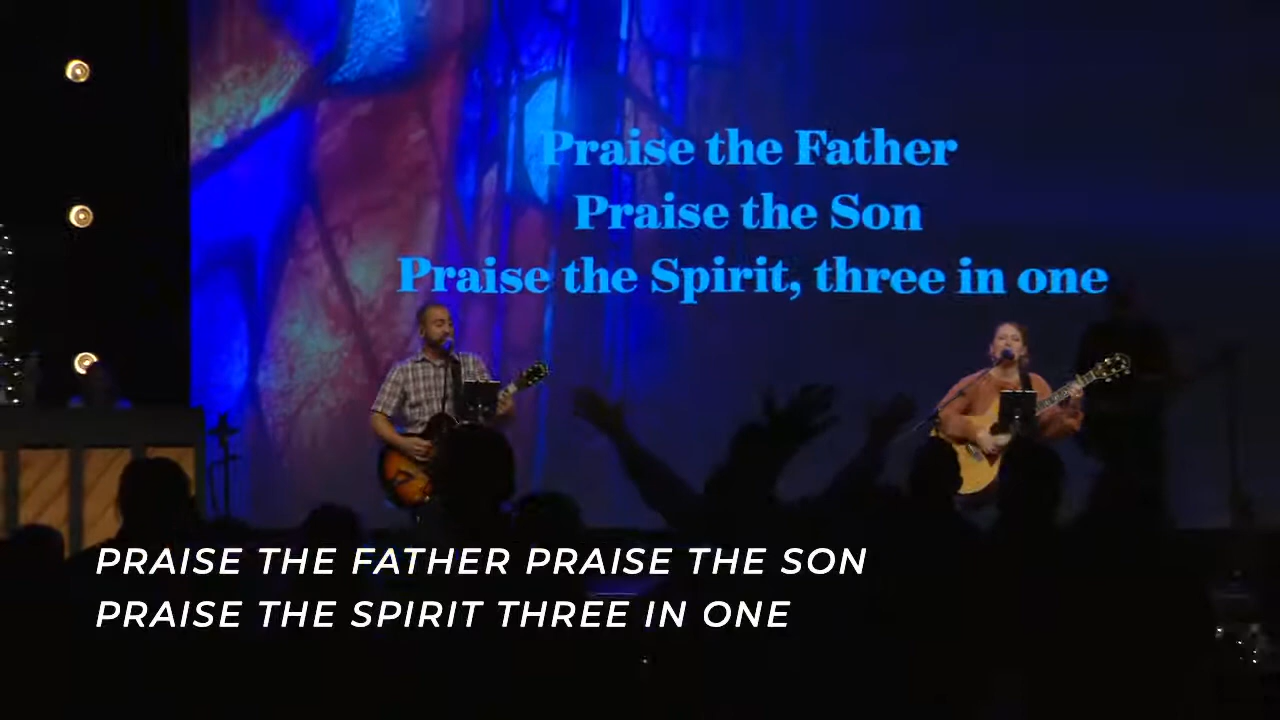 Praise the Father
Praise the Son
Praise the Spirit, three in one
PRAISE THE FATHER PRAISE THE SON
PRAISE THE SPIRIT THREE IN ONE